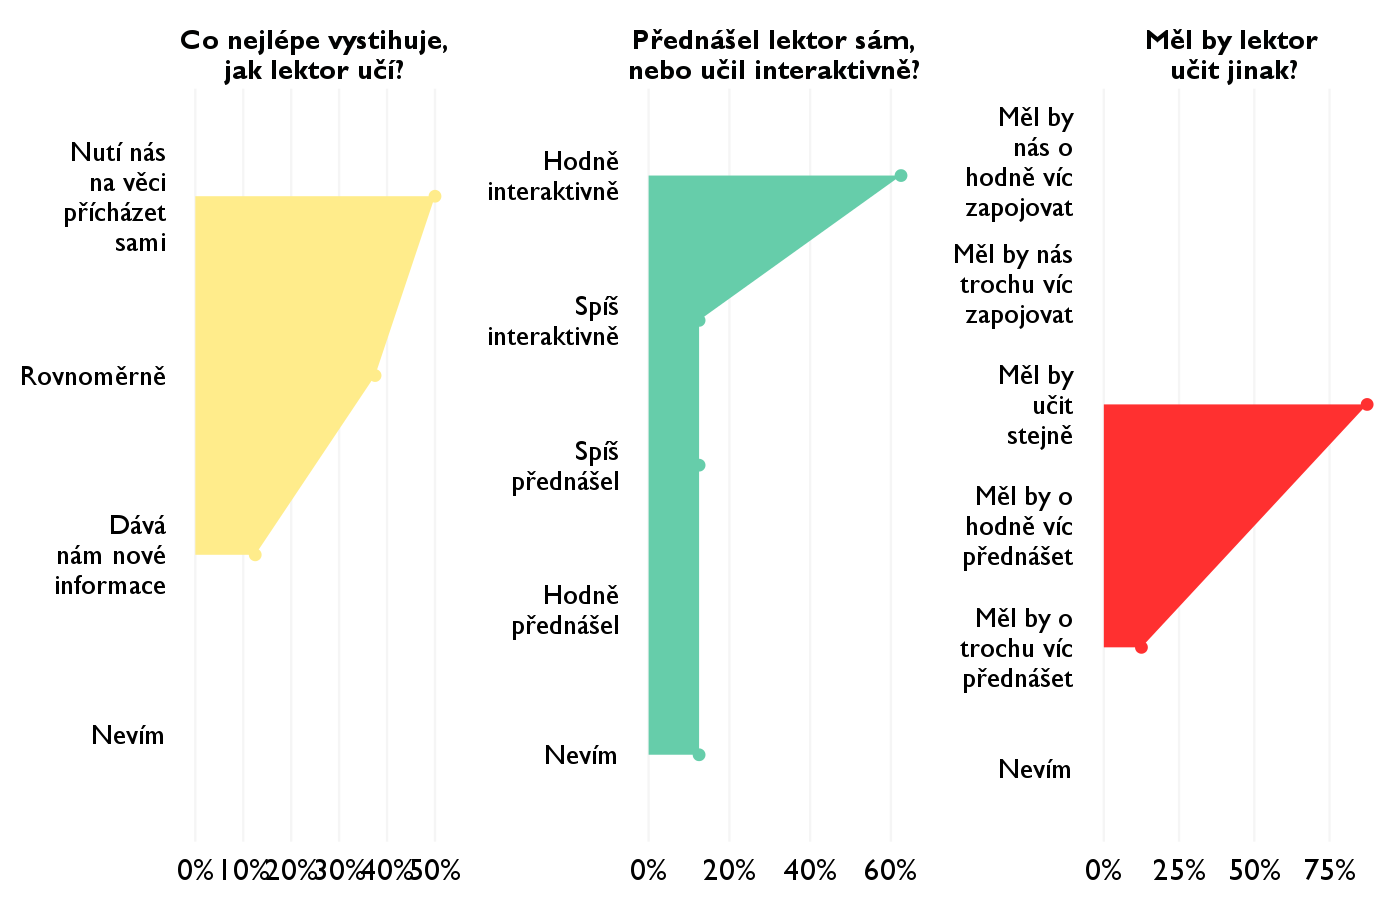 Co nejlépe vystihuje,
jak lektor učí?
Nutí nás
na věci
přícházet
sami
Rovnoměrně
Dává
nám nové
informace
Nevím
0% 10% 20% 30% 40% 50%
Přednášel lektor sám,
nebo učil interaktivně?
Hodně
interaktivně
Spíš
interaktivně
Spíš
přednášel
Hodně
přednášel
Nevím
0% 20% 40% 60%
Měl by lektor
učit jinak?
Měl by
nás o
hodně víc
zapojovat
Měl by nás
trochu víc
zapojovat
Měl by
učit
stejně
Měl by o
hodně víc
přednášet
Měl by o
trochu víc
přednášet
Nevím
0% 25% 50% 75%